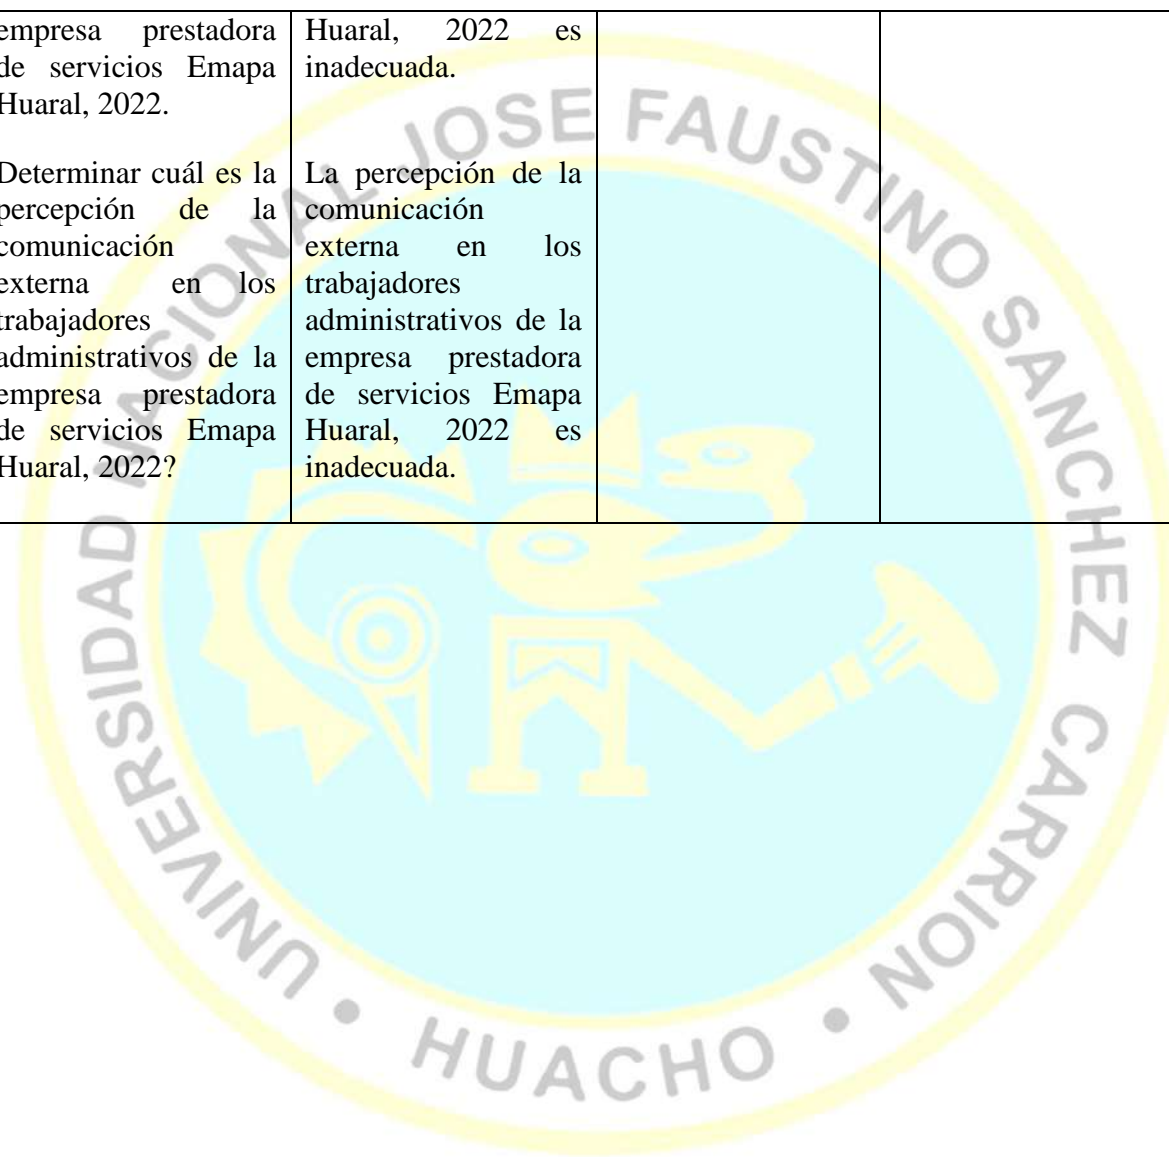 empresa prestadora
de servicios Emapa
Huaral, 2022.
Determinar cuál es la
percepción de la
comunicación
externa en los
trabajadores
administrativos de la
empresa prestadora
de servicios Emapa
Huaral, 2022?
Huaral, 2022 es
inadecuada.
La percepción de la
comunicación
externa en los
trabajadores
administrativos de la
empresa prestadora
de servicios Emapa
Huaral, 2022 es
inadecuada.
UNIVERSIDAD NACIONAL JOSE FAUSTINO SANCHEZ CARRION
• HUACHO •